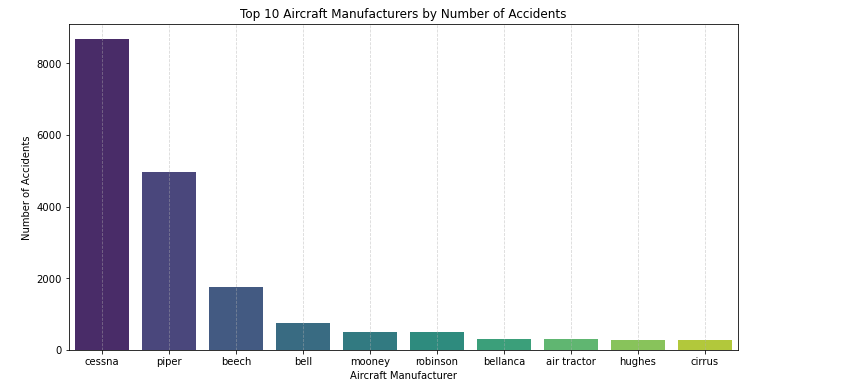 Top 10 Aircraft Manufacturers by Number of Accidents
Number of Accidents
8000
6000
4000
2000
0
cessna piper beech bell mooney robinson bellanca air tractor hughes cirrus
Aircraft Manufacturer